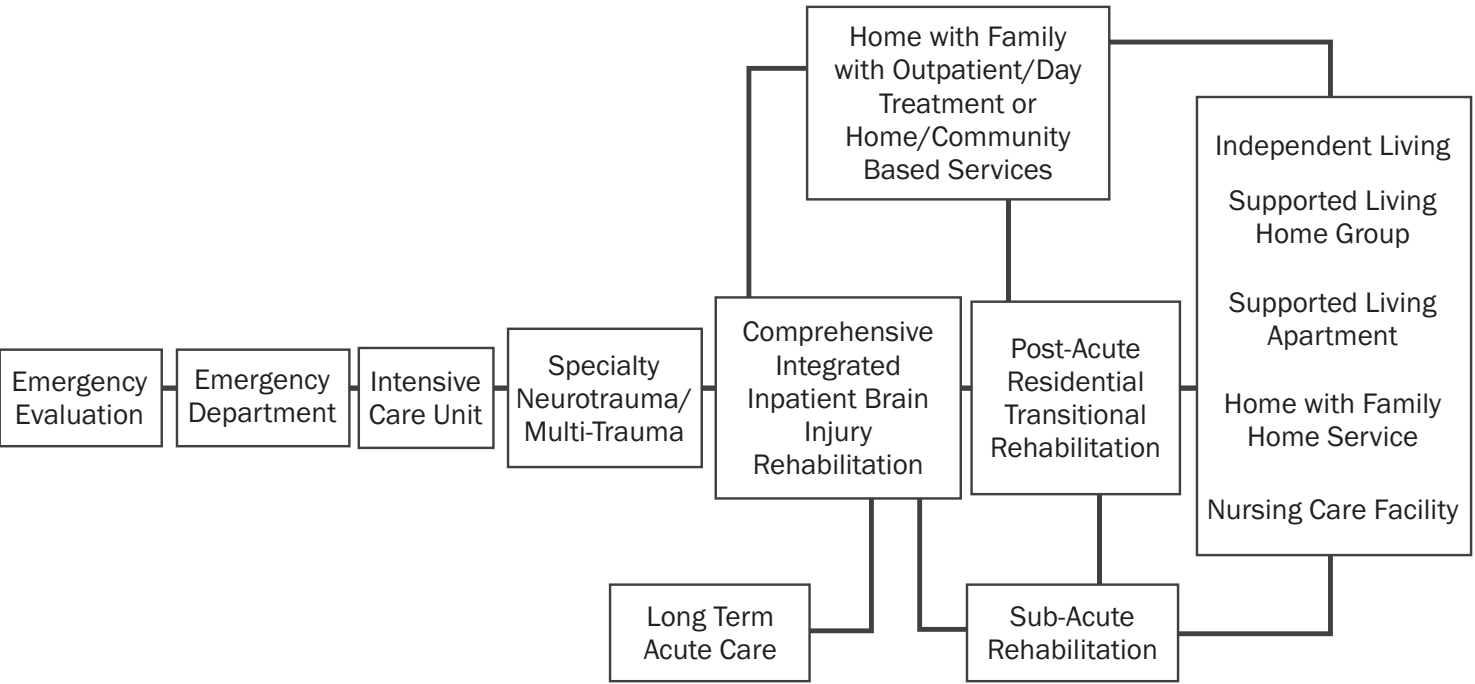 Emergency
Evaluation
Emergency
Department
Intensive
Care Unit
Specialty
Neurotrauma/
Multi-Trauma
Comprehensive
Integrated
Inpatient Brain
Injury
Rehabilitation
Home with Family
with Outpatient/Day
Treatment or
Home/Community
Based Services
Post-Acute
Residential
Transitional
Rehabilitation
Long Term
Acute Care
Sub-Acute
Rehabilitation
Independent Living
Supported Living
Home Group
Supported Living
Apartment
Home with Family
Home Service
Nursing Care Facility